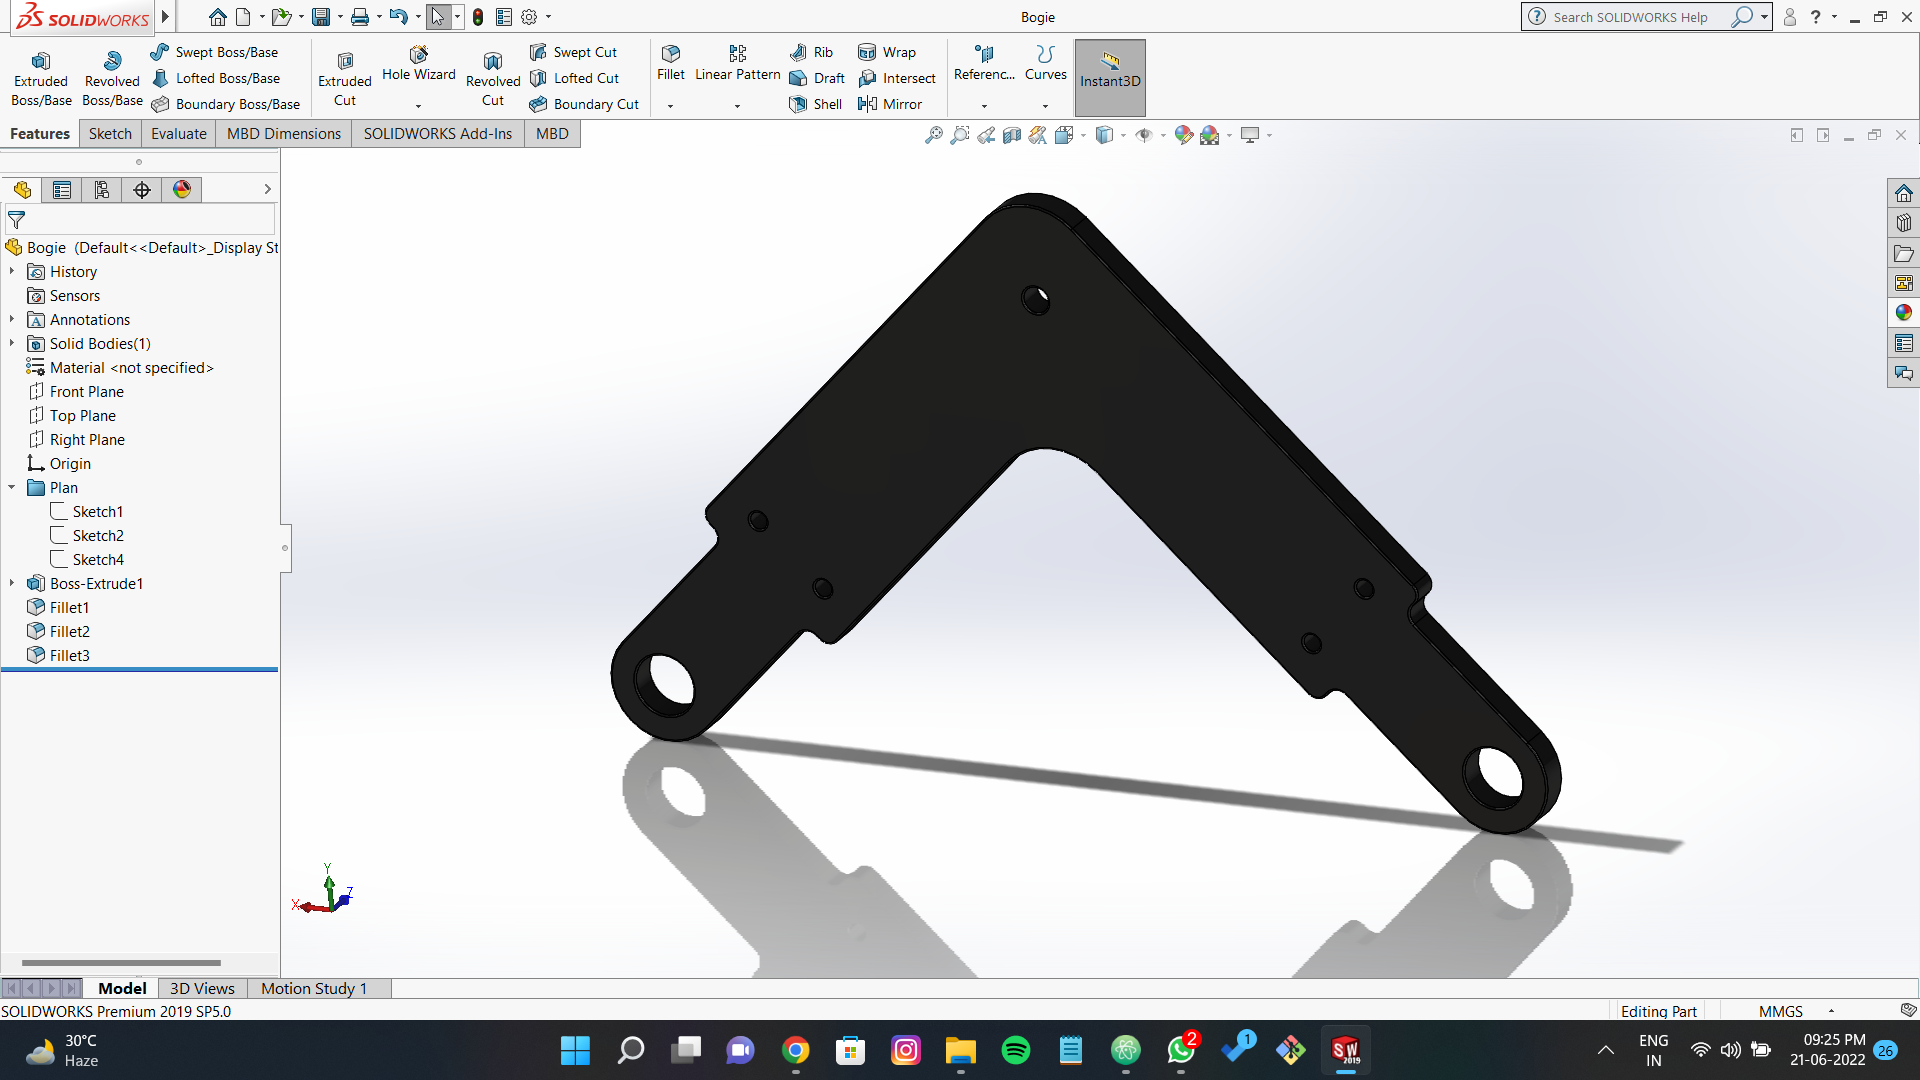 SOLIDWORKS
Bogie
Search SOLIDWORKS Help
?
Extruded Boss/Base
Revolved Boss/Base
Swept Boss/Base
Lofted Boss/Base
Boundary Boss/Base
Extruded Cut
Hole Wizard
Revolved Cut
Swept Cut
Lofted Cut
Boundary Cut
Fillet
Linear Pattern
Rib
Draft
Shell
Wrap
Intersect
Mirror
Referenc...
Curves
Instant3D
Features
Sketch
Evaluate
MBD Dimensions
SOLIDWORKS Add-Ins
MBD
Bogie (Default<<Default>_Display St
History
Sensors
Annotations
Solid Bodies(1)
Material <not specified>
Front Plane
Top Plane
Right Plane
Origin
Plan
Sketch1
Sketch2
Sketch4
Boss-Extrude1
Fillet1
Fillet2
Fillet3
Y
X
Z
Model
3D Views
Motion Study 1
SOLIDWORKS Premium 2019 SP5.0
Editing Part
MMGS
30°C
Haze
2
1
SW
2019
ENG
IN
09:25 PM
21-06-2022
26